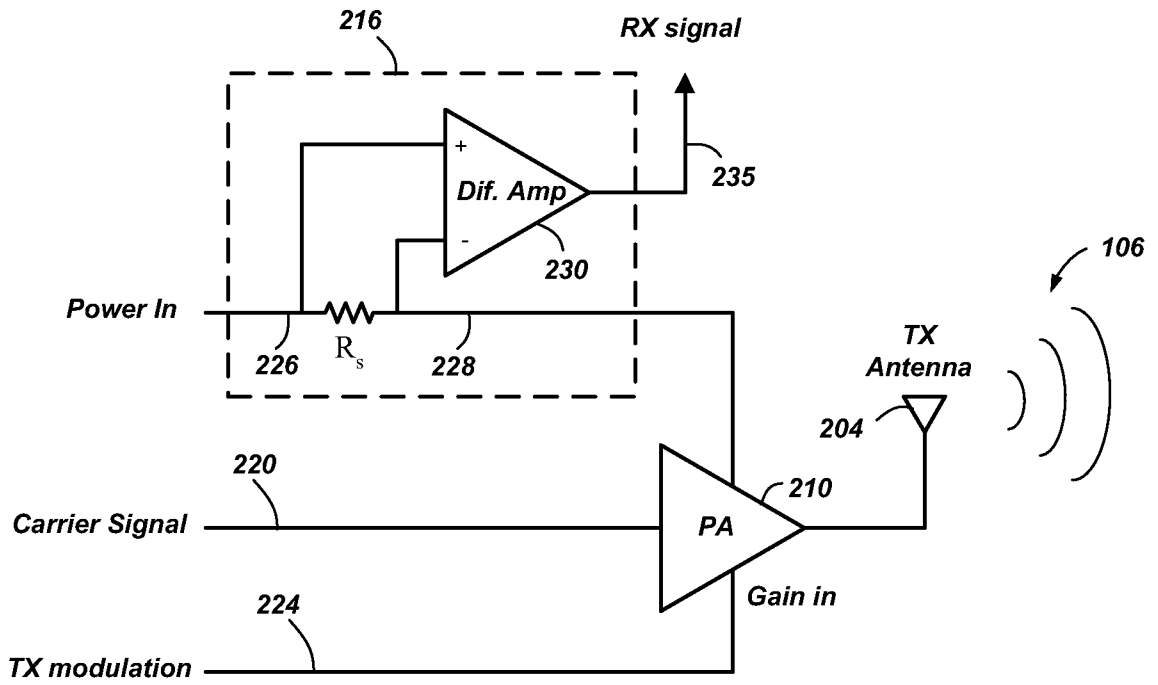 216
RX signal
+
Dif. Amp
235
-
230
106
Power In
226
R_s
228
TX
Antenna
204
220
210
Carrier Signal
PA
224
Gain in
TX modulation